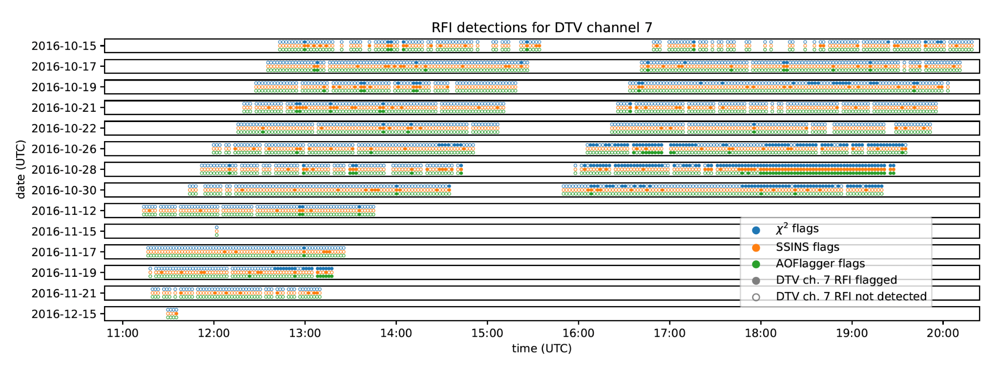 RFI detections for DTV channel 7
2016-10-15
2016-10-17
2016-10-19
2016-10-21
2016-10-22
2016-10-26
2016-10-28
2016-10-30
2016-11-12
2016-11-15
2016-11-17
2016-11-19
2016-11-21
2016-12-15
date (UTC)
χ² flags
SSINS flags
AOFlagger flags
DTV ch. 7 RFI flagged
DTV ch. 7 RFI not detected
11:00 12:00 13:00 14:00 15:00 16:00 17:00 18:00 19:00 20:00
time (UTC)